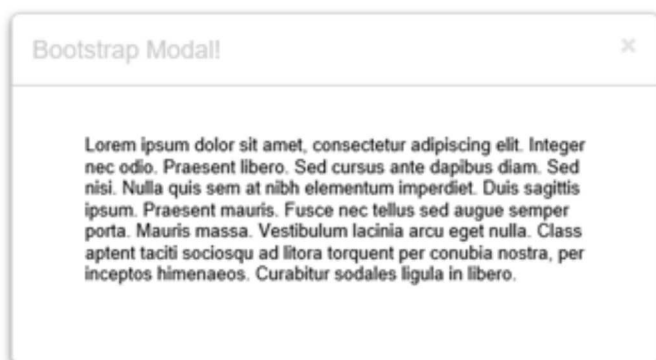 Bootstrap Modal!
×
Lorem ipsum dolor sit amet, consectetur adipiscing elit. Integer
nec odio. Praesent libero. Sed cursus ante dapibus diam. Sed
nisi. Nulla quis sem at nibh elementum imperdiet. Duis sagittis
ipsum. Praesent mauris. Fusce nec tellus sed augue semper
porta. Mauris massa. Vestibulum lacinia arcu eget nulla. Class
aptent taciti sociosqu ad litora torquent per conubia nostra, per
inceptos himenaeos. Curabitur sodales ligula in libero.